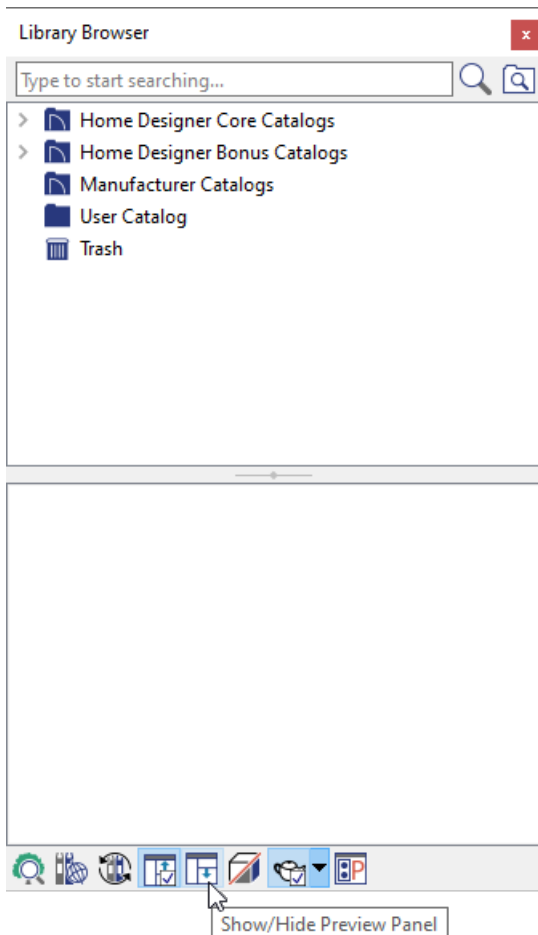 Library Browser
x
Type to start searching...
Home Designer Core Catalogs
Home Designer Bonus Catalogs
Manufacturer Catalogs
User Catalog
Trash
P
Show/Hide Preview Panel